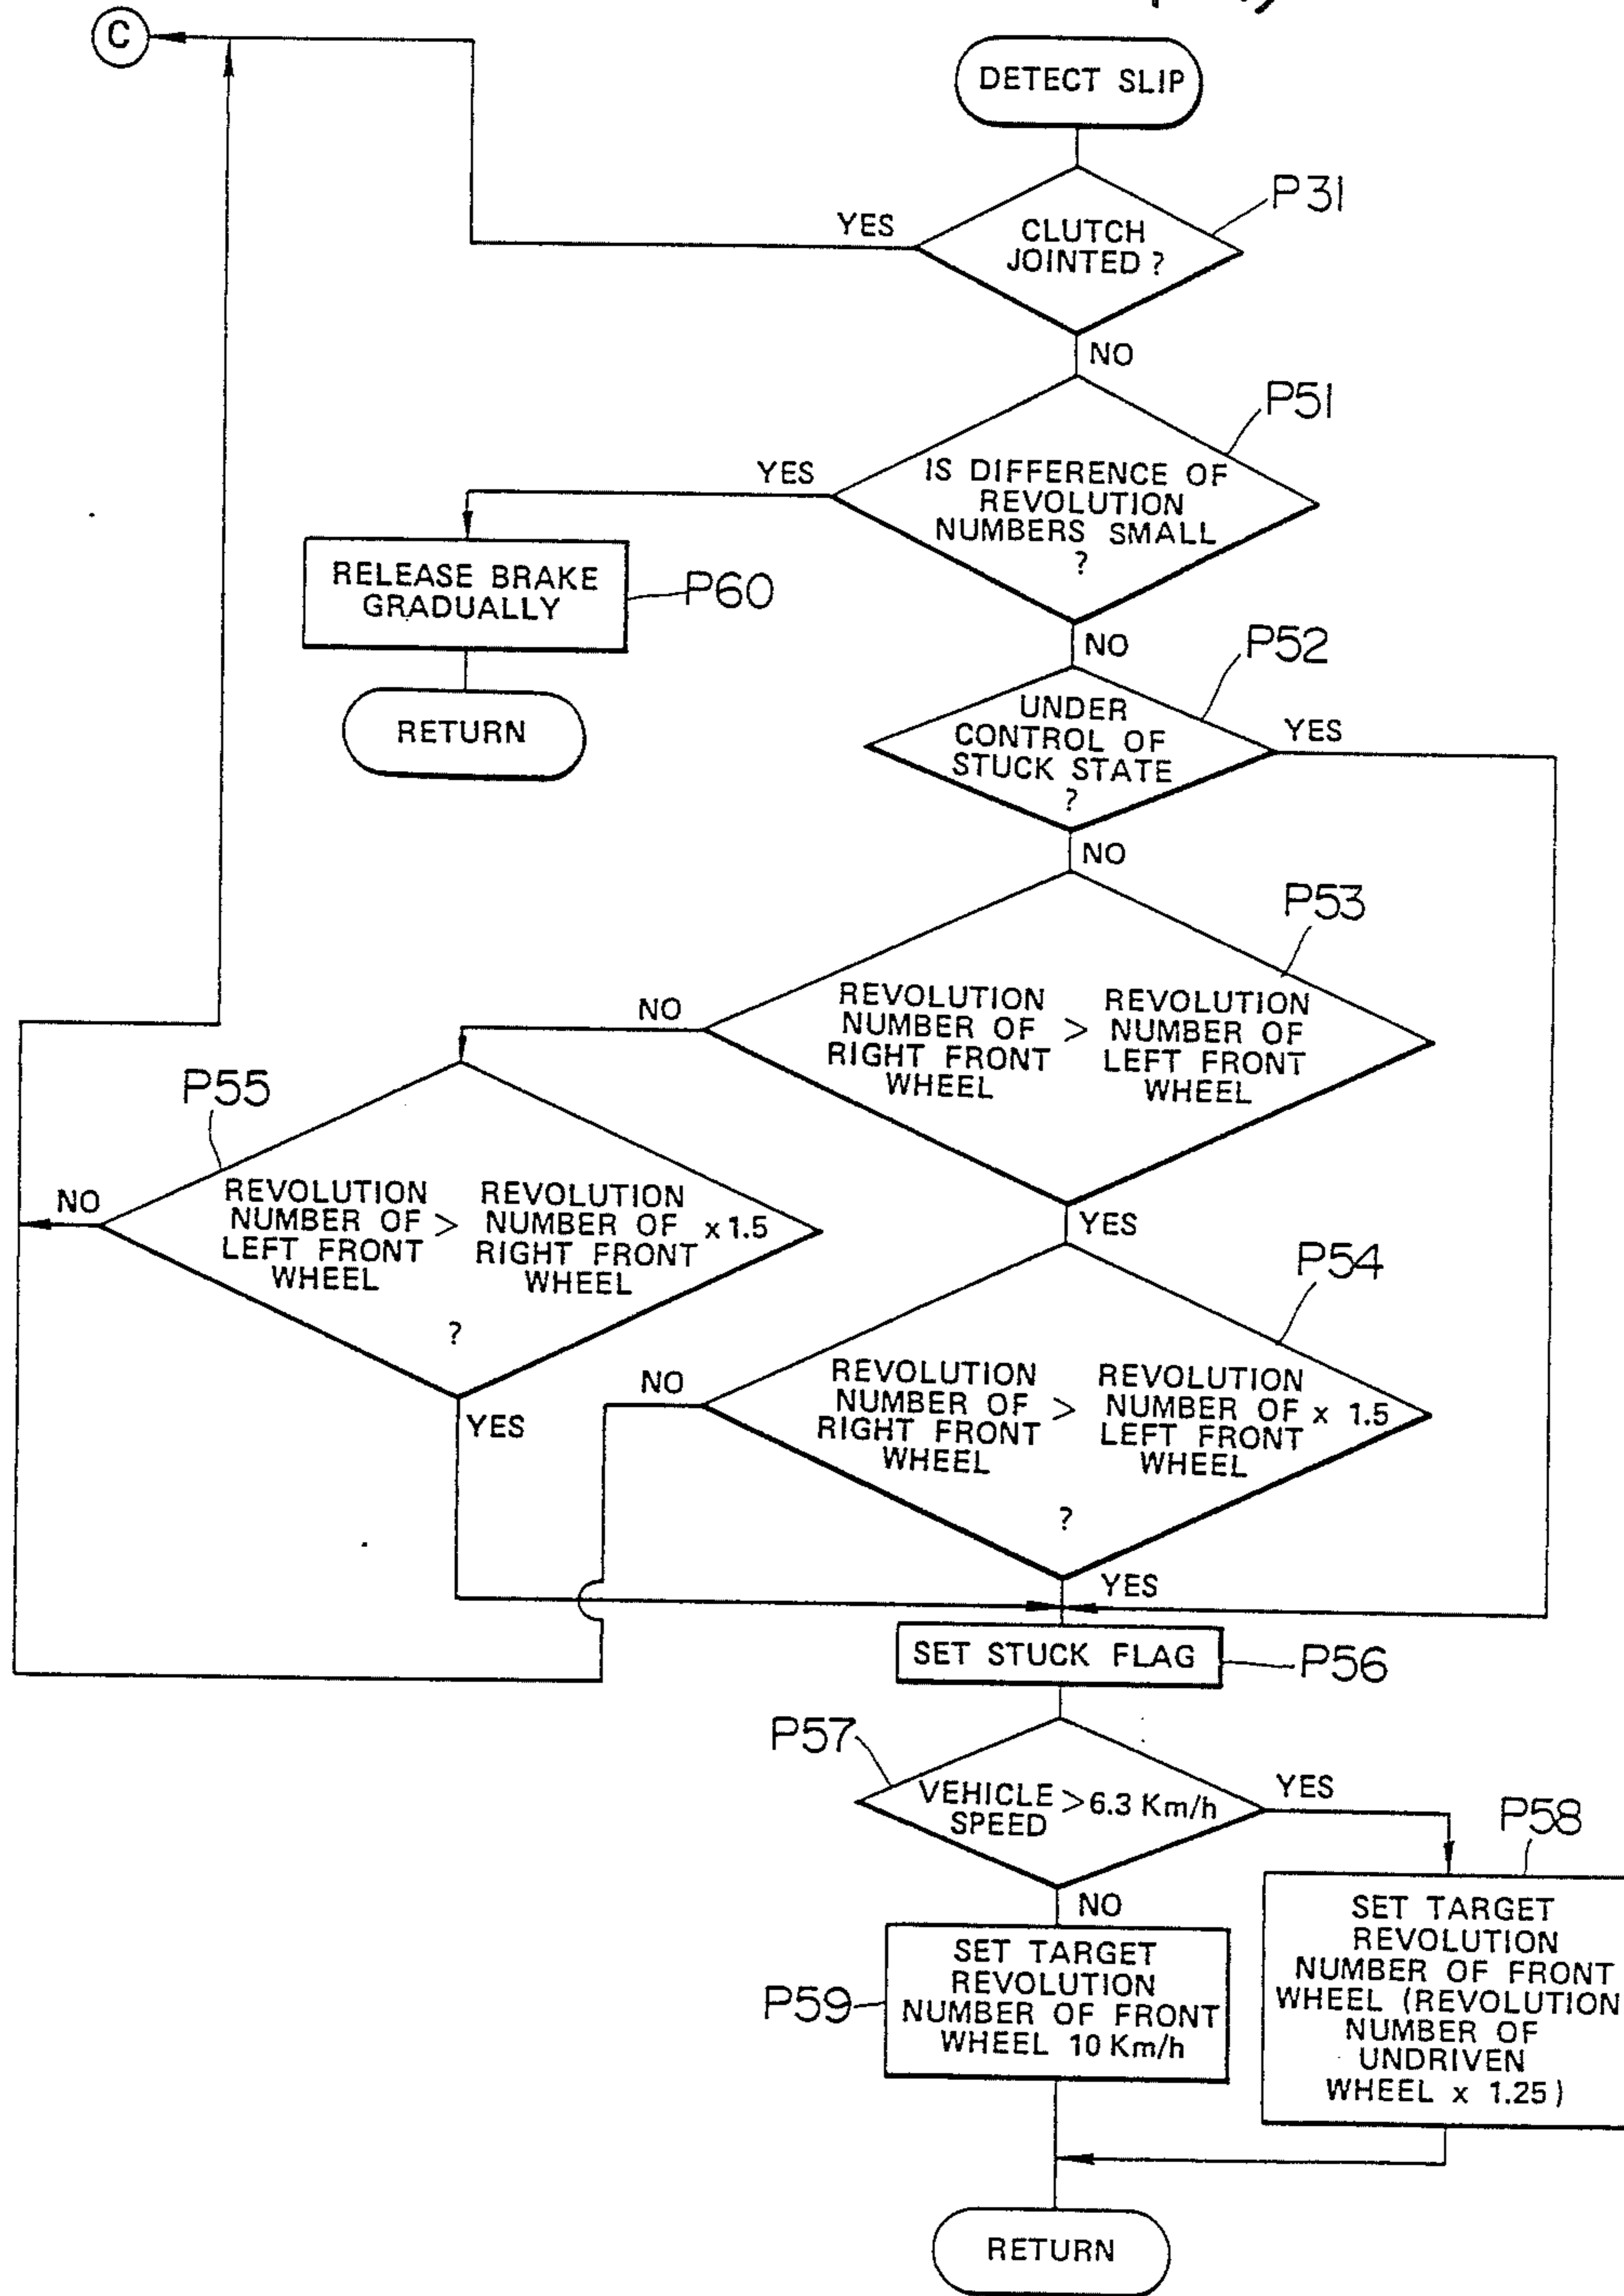 C
DETECT SLIP
P31
YES
CLUTCH
JOINTED ?
NO
P51
YES
IS DIFFERENCE OF
REVOLUTION
NUMBERS SMALL
?
RELEASE BRAKE
GRADUALLY
P60
NO
P52
RETURN
UNDER
CONTROL OF
STUCK STATE
?
YES
NO
P53
NO
REVOLUTION
NUMBER OF
RIGHT FRONT
WHEEL
>
REVOLUTION
NUMBER OF
LEFT FRONT
WHEEL
P55
NO
REVOLUTION
NUMBER OF
LEFT FRONT
WHEEL
>
REVOLUTION
NUMBER OF
RIGHT FRONT
WHEEL
x 1.5
?
YES
YES
P54
NO
REVOLUTION
NUMBER OF
RIGHT FRONT
WHEEL
>
REVOLUTION
NUMBER OF
LEFT FRONT
WHEEL
x 1.5
?
YES
SET STUCK FLAG
P56
P57
VEHICLE
SPEED
> 6.3 Km/h
YES
P58
NO
SET TARGET
REVOLUTION
NUMBER OF FRONT
WHEEL 10 Km/h
P59
SET TARGET
REVOLUTION
NUMBER OF FRONT
WHEEL (REVOLUTION
NUMBER OF
UNDRIVEN
WHEEL x 1.25)
RETURN